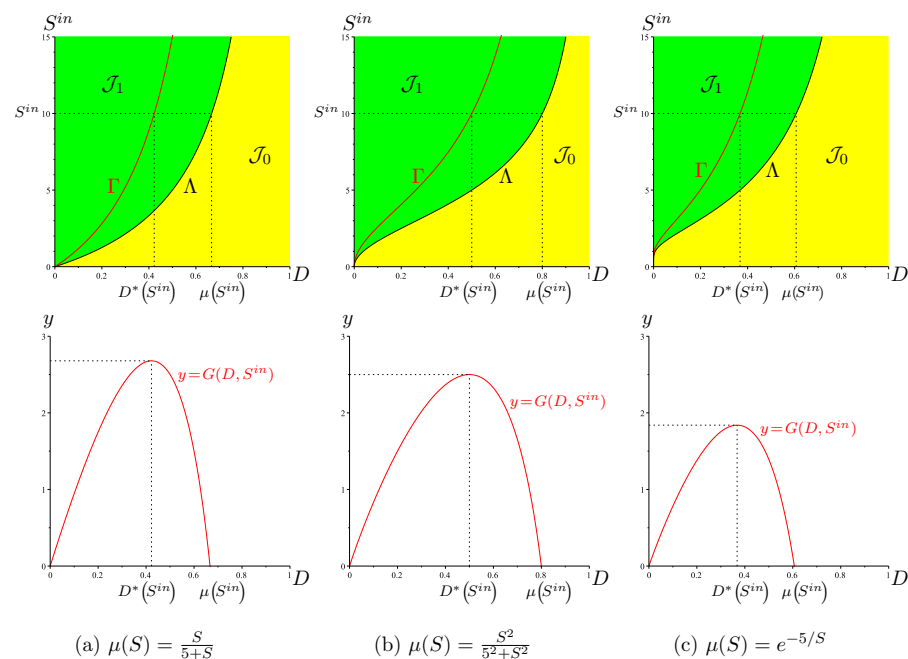 S^{in}
15
10
5
0
S^{in}
𝒥_1
𝒥_0
Γ
Λ
0 0.2 0.4 0.6 0.8 1
D
D*(S^{in}) μ(S^{in})
S^{in}
15
10
5
0
𝒥_1
𝒥_0
Γ
Λ
0 0.2 0.4 0.6 0.8 1
D
D*(S^{in}) μ(S^{in})
S^{in}
15
10
5
0
S^{in}
𝒥_1
𝒥_0
Γ
Λ
0 0.2 0.4 0.6 0.8 1
D
D*(S^{in}) μ(S^{in})
y
3
2
1
0
y=G(D, S^{in})
0 0.2 0.4 0.6 0.8 1
D
D*(S^{in}) μ(S^{in})
y
3
2
1
0
y=G(D, S^{in})
0 0.2 0.4 0.6 0.8 1
D
D*(S^{in}) μ(S^{in})
y
3
2
1
0
y=G(D, S^{in})
0 0.2 0.4 0.6 0.8 1
D
D*(S^{in}) μ(S^{in})
(a) μ(S) = \frac{S}{5+S}
(b) μ(S) = \frac{S^2}{5^2+S^2}
(c) μ(S) = e^{-5/S}